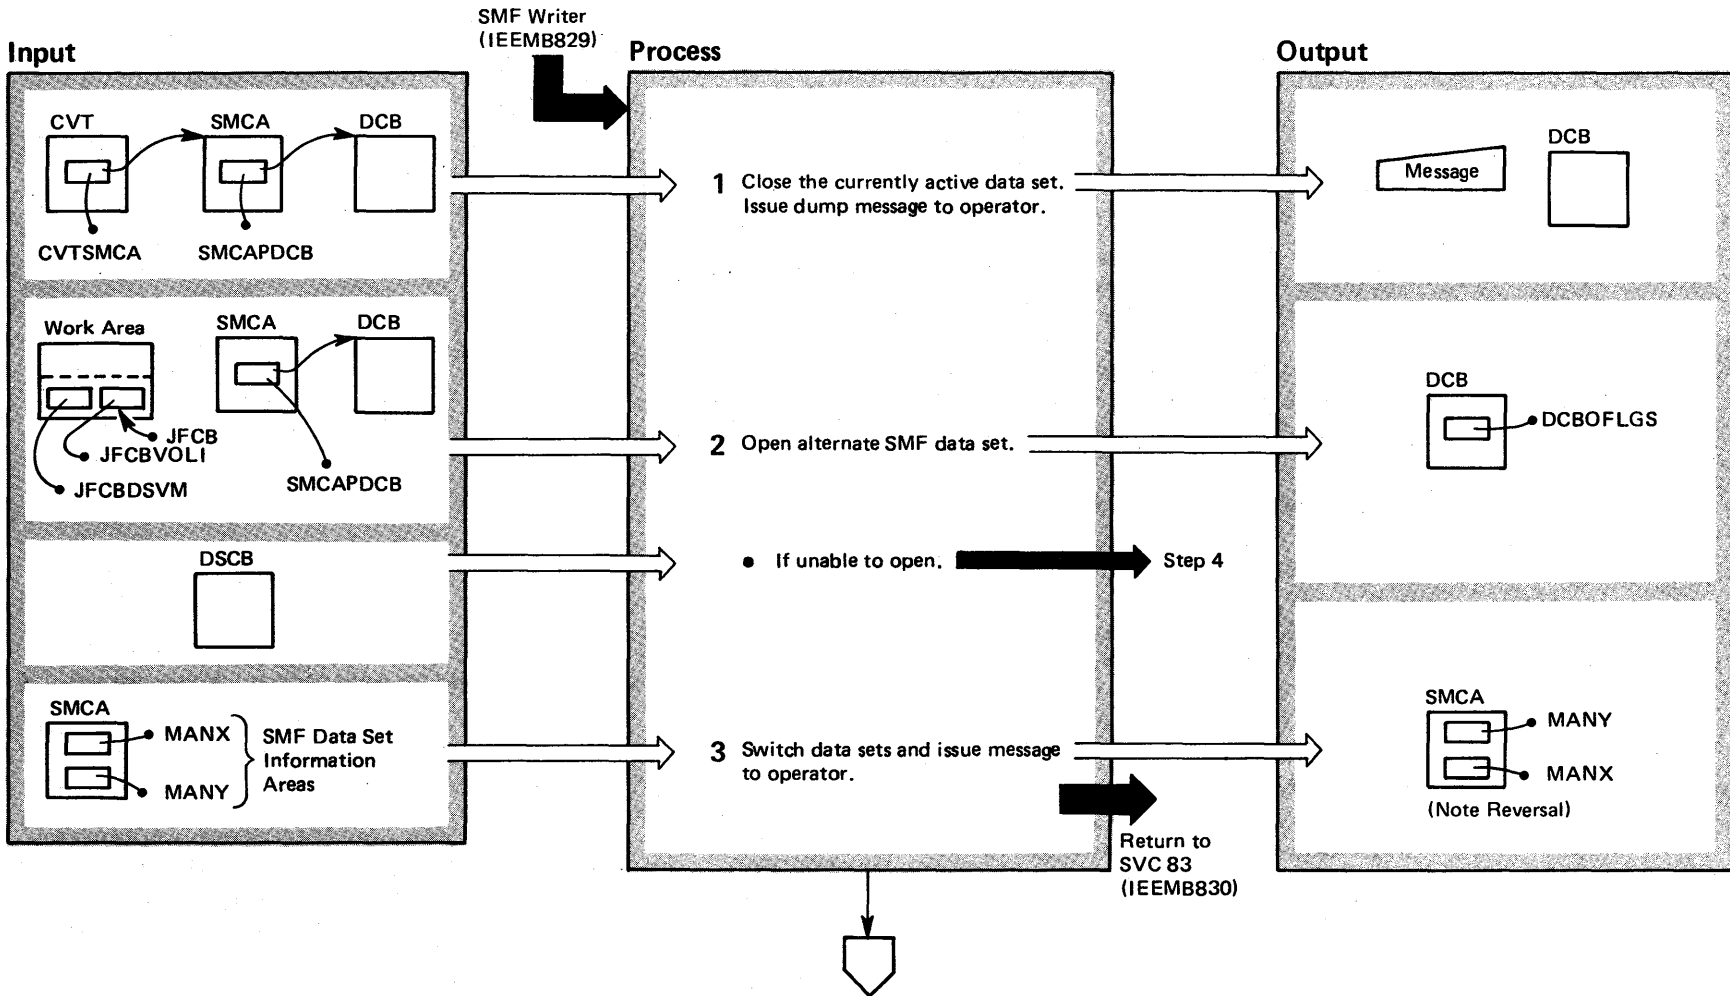 SMF Writer
(IEEMB829)
Input
Process
Output
CVT
SMCA
DCB
CVTSMCA
SMCAPDCB
1 Close the currently active data set.
Issue dump message to operator.
Message
DCB
Work Area
SMCA
DCB
JFCB
JFCBVOLI
JFCBDSVM
SMCAPDCB
2 Open alternate SMF data set.
DCB
DCBOFLGS
DSCB
• If unable to open.
Step 4
SMCA
MANX
MANY
SMF Data Set
Information
Areas
3 Switch data sets and issue message
to operator.
SMCA
MANY
MANX
(Note Reversal)
Return to
SVC 83
(IEEMB830)